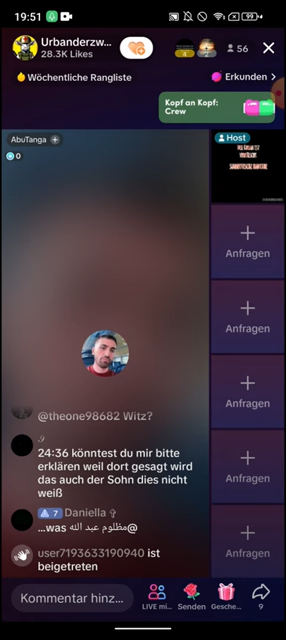 19:51
99
Urbanderzw...
28.3K Likes
4
56
Wöchentliche Rangliste
Erkunden >
Kopf an Kopf:
Crew
AbuTanga +
0
Host
Anfragen
Anfragen
Anfragen
Anfragen
Anfragen
@theone98682 Witz?
24:36 könntest du mir bitte
erklären weil dort gesagt wird
das auch der Sohn dies nicht
weiß
7 Daniella ✞
...was مظلوم عبد الله@
user7193633190940 ist
beigetreten
Kommentar hinz...
LIVE mi...
Senden
Gesche...
9